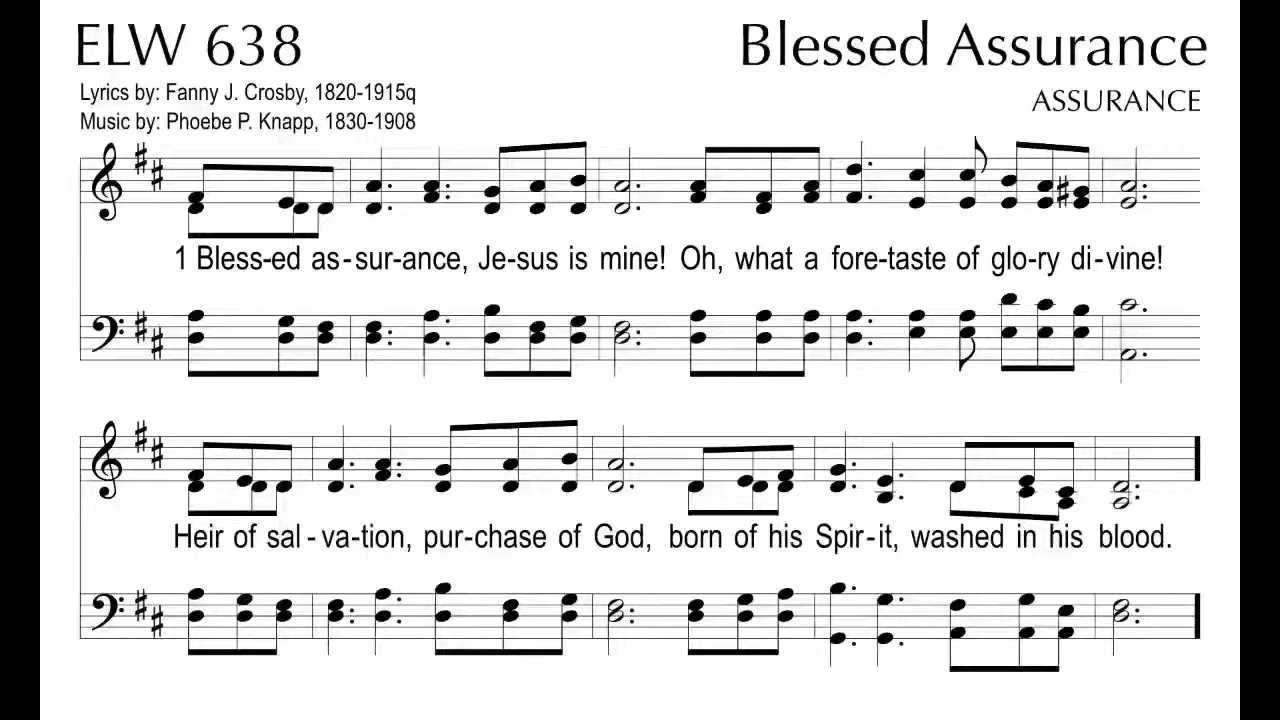 ELW 638
Blessed Assurance
Lyrics by: Fanny J. Crosby, 1820-1915q
ASSURANCE
Music by: Phoebe P. Knapp, 1830-1908
1 Bless-ed as-sur-ance, Je-sus is mine! Oh, what a fore-taste of glo-ry di-vine!
Heir of sal-va-tion, pur-chase of God, born of his Spir-it, washed in his blood.